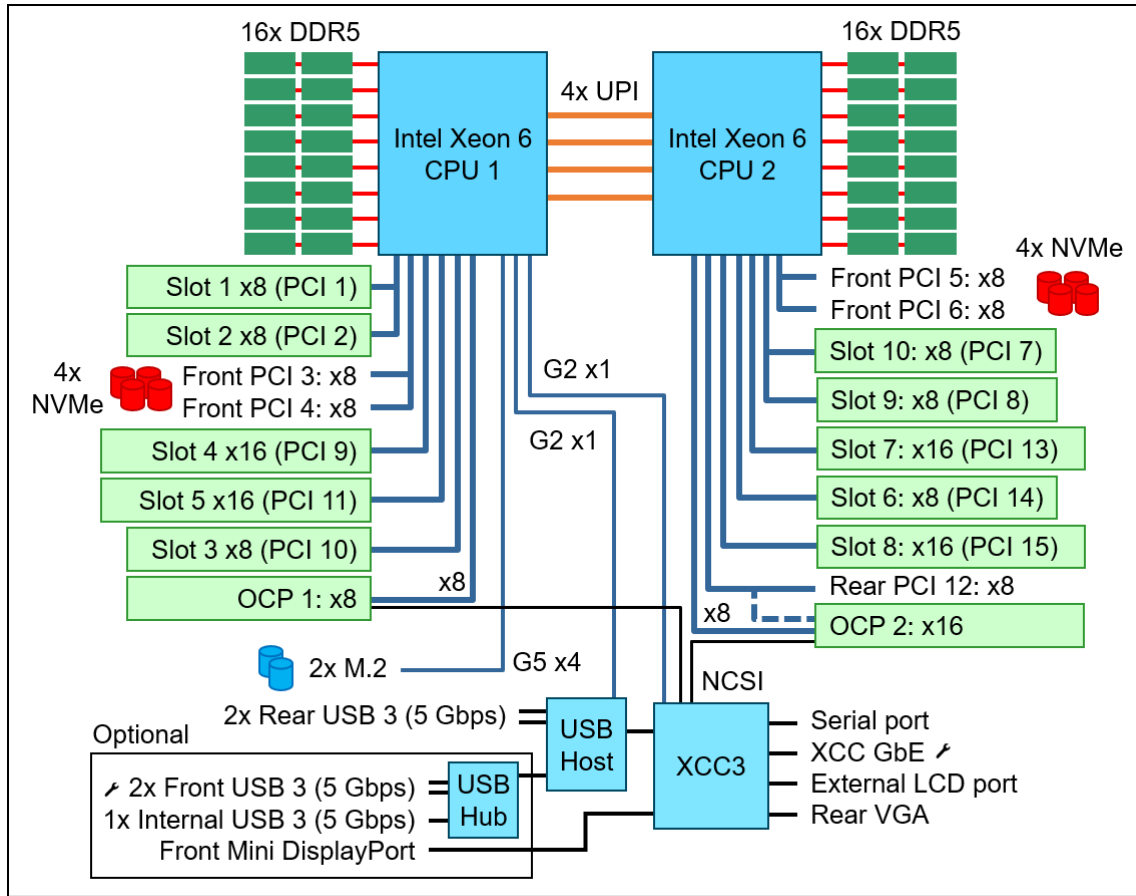 16x DDR5
16x DDR5
4x UPI
Intel Xeon 6
CPU 1
Intel Xeon 6
CPU 2
Slot 1 x8 (PCI 1)
Slot 2 x8 (PCI 2)
4x
NVMe
Front PCI 3: x8
Front PCI 4: x8
Slot 4 x16 (PCI 9)
Slot 5 x16 (PCI 11)
Slot 3 x8 (PCI 10)
OCP 1: x8
x8
G2 x1
G2 x1
4x NVMe
Front PCI 5: x8
Front PCI 6: x8
Slot 10: x8 (PCI 7)
Slot 9: x8 (PCI 8)
Slot 7: x16 (PCI 13)
Slot 6: x8 (PCI 14)
Slot 8: x16 (PCI 15)
Rear PCI 12: x8
x8
OCP 2: x16
2x M.2
G5 x4
NCSI
2x Rear USB 3 (5 Gbps)
USB
Host
XCC3
Serial port
XCC GbE
External LCD port
Rear VGA
Optional
2x Front USB 3 (5 Gbps)
1x Internal USB 3 (5 Gbps)
USB
Hub
Front Mini DisplayPort